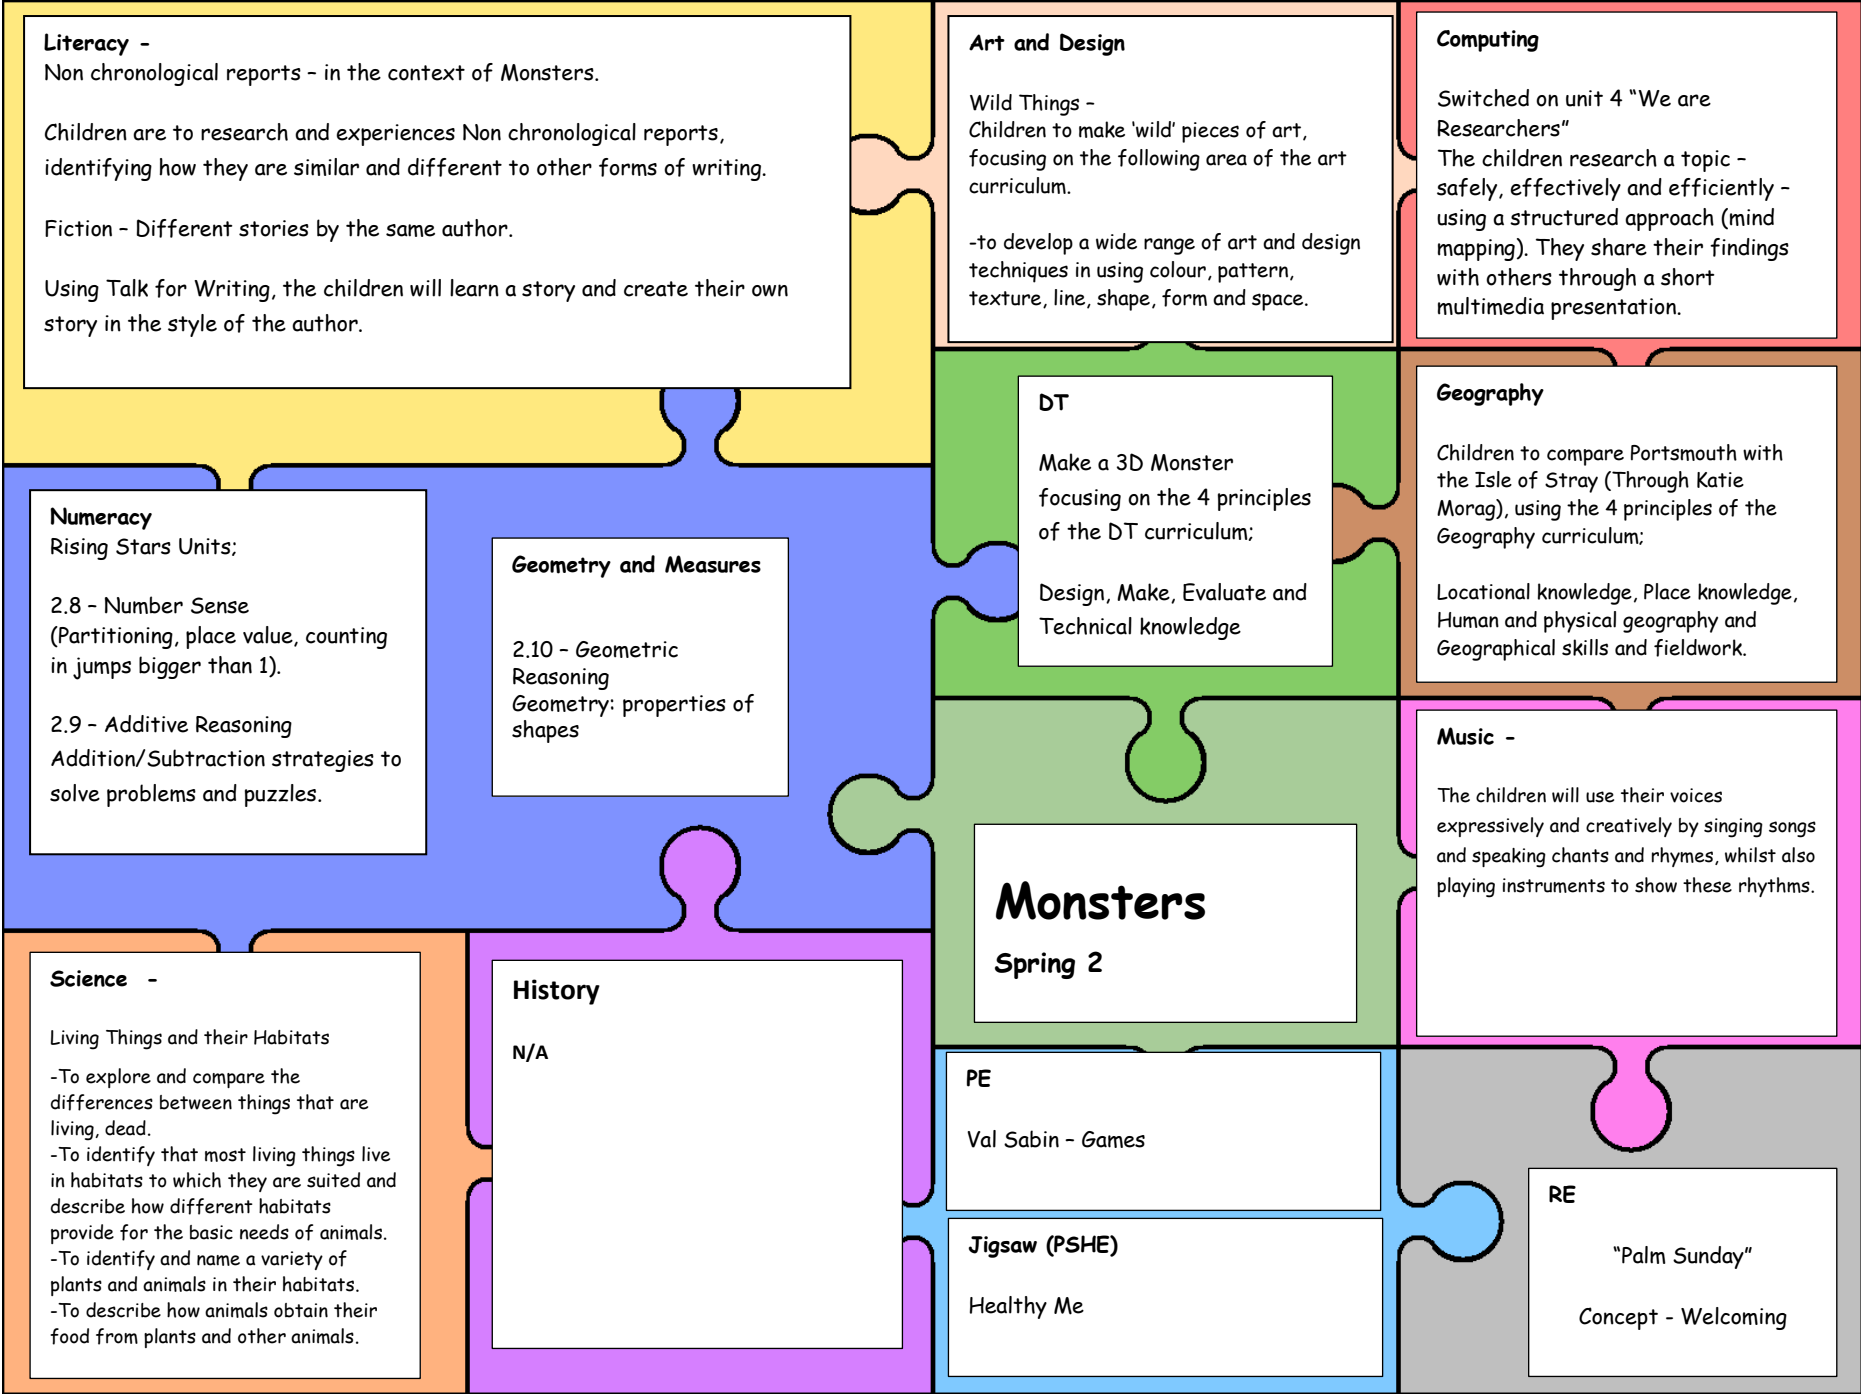 Literacy -
Non chronological reports – in the context of Monsters.
Children are to research and experiences Non chronological reports,
identifying how they are similar and different to other forms of writing.
Fiction – Different stories by the same author.
Using Talk for Writing, the children will learn a story and create their own
story in the style of the author.
Art and Design
Wild Things –
Children to make ‘wild’ pieces of art,
focusing on the following area of the art
curriculum.
-to develop a wide range of art and design
techniques in using colour, pattern,
texture, line, shape, form and space.
Computing
Switched on unit 4 “We are
Researchers”
The children research a topic –
safely, effectively and efficiently –
using a structured approach (mind
mapping). They share their findings
with others through a short
multimedia presentation.
Numeracy
Rising Stars Units;
2.8 – Number Sense
(Partitioning, place value, counting
in jumps bigger than 1).
2.9 – Additive Reasoning
Addition/Subtraction strategies to
solve problems and puzzles.
Geometry and Measures
2.10 – Geometric
Reasoning
Geometry: properties of
shapes
DT
Make a 3D Monster
focusing on the 4 principles
of the DT curriculum;
Design, Make, Evaluate and
Technical knowledge
Geography
Children to compare Portsmouth with
the Isle of Stray (Through Katie
Morag), using the 4 principles of the
Geography curriculum;
Locational knowledge, Place knowledge,
Human and physical geography and
Geographical skills and fieldwork.
Monsters
Spring 2
Music -
The children will use their voices
expressively and creatively by singing songs
and speaking chants and rhymes, whilst also
playing instruments to show these rhythms.
Science -
Living Things and their Habitats
-To explore and compare the
differences between things that are
living, dead.
-To identify that most living things live
in habitats to which they are suited and
describe how different habitats
provide for the basic needs of animals.
-To identify and name a variety of
plants and animals in their habitats.
-To describe how animals obtain their
food from plants and other animals.
History
N/A
PE
Val Sabin – Games
Jigsaw (PSHE)
Healthy Me
RE
“Palm Sunday”
Concept - Welcoming